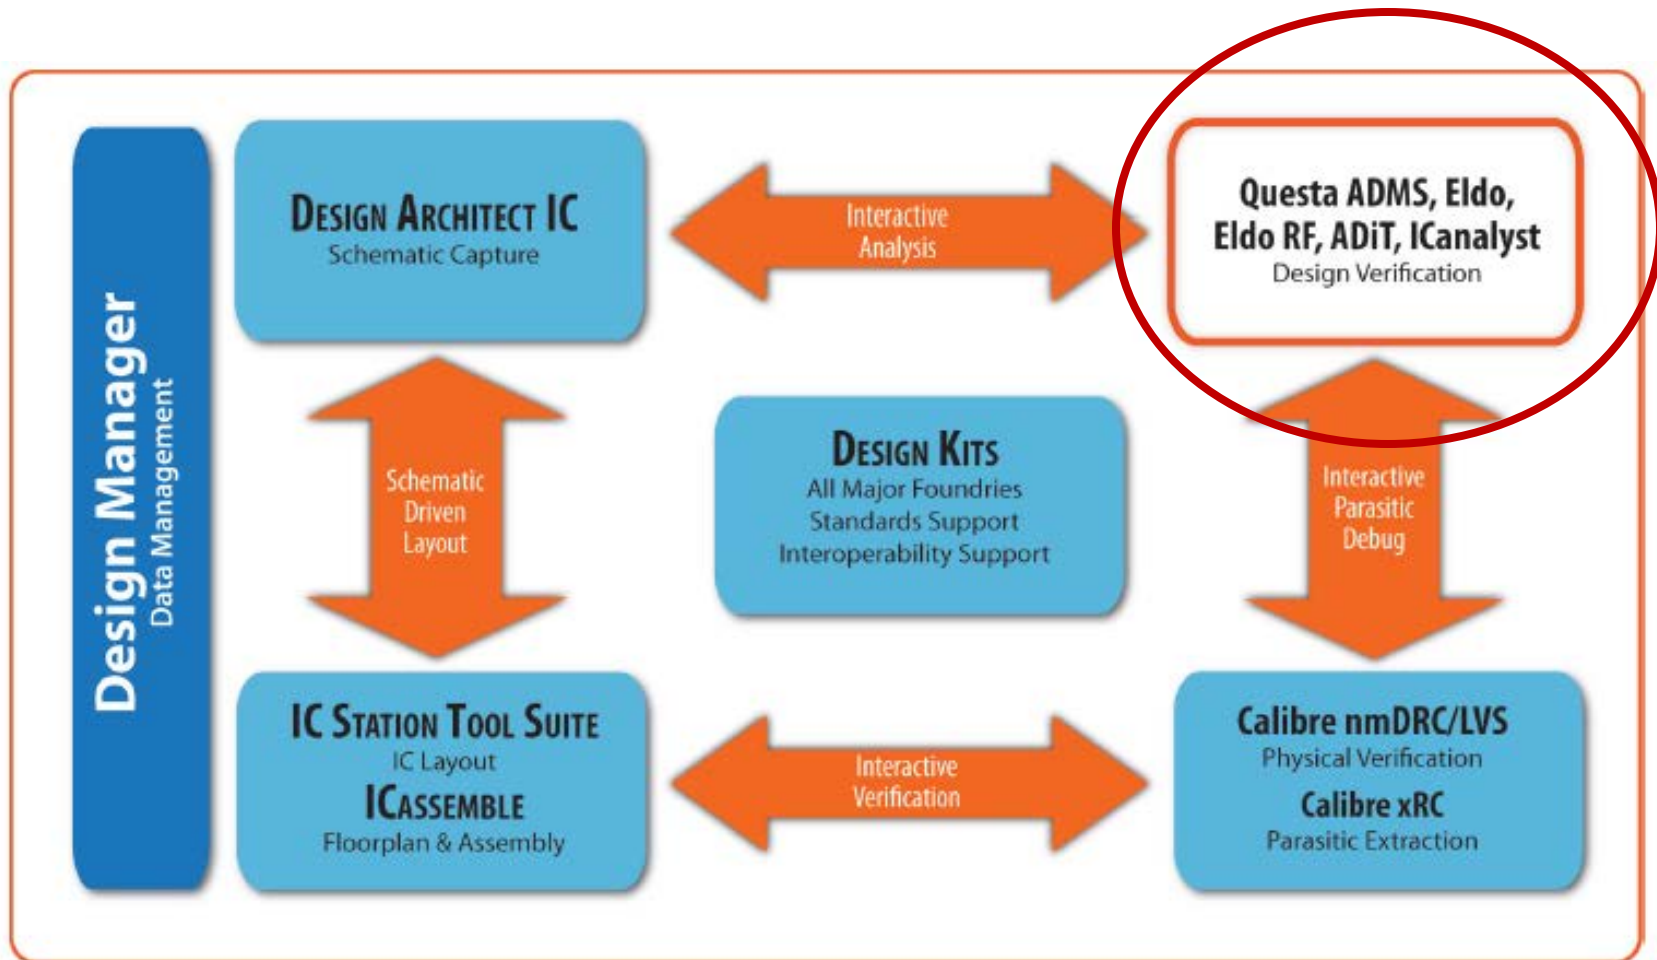 Design Manager
Data Management
DESIGN ARCHITECT IC
Schematic Capture
Interactive
Analysis
Questa ADMS, Eldo,
Eldo RF, ADiT, ICanalyst
Design Verification
Schematic
Driven
Layout
DESIGN KITS
All Major Foundries
Standards Support
Interoperability Support
Interactive
Parasitic
Debug
IC STATION TOOL SUITE
IC Layout
ICASSEMBLE
Floorplan & Assembly
Interactive
Verification
Calibre nmDRC/LVS
Physical Verification
Calibre xRC
Parasitic Extraction